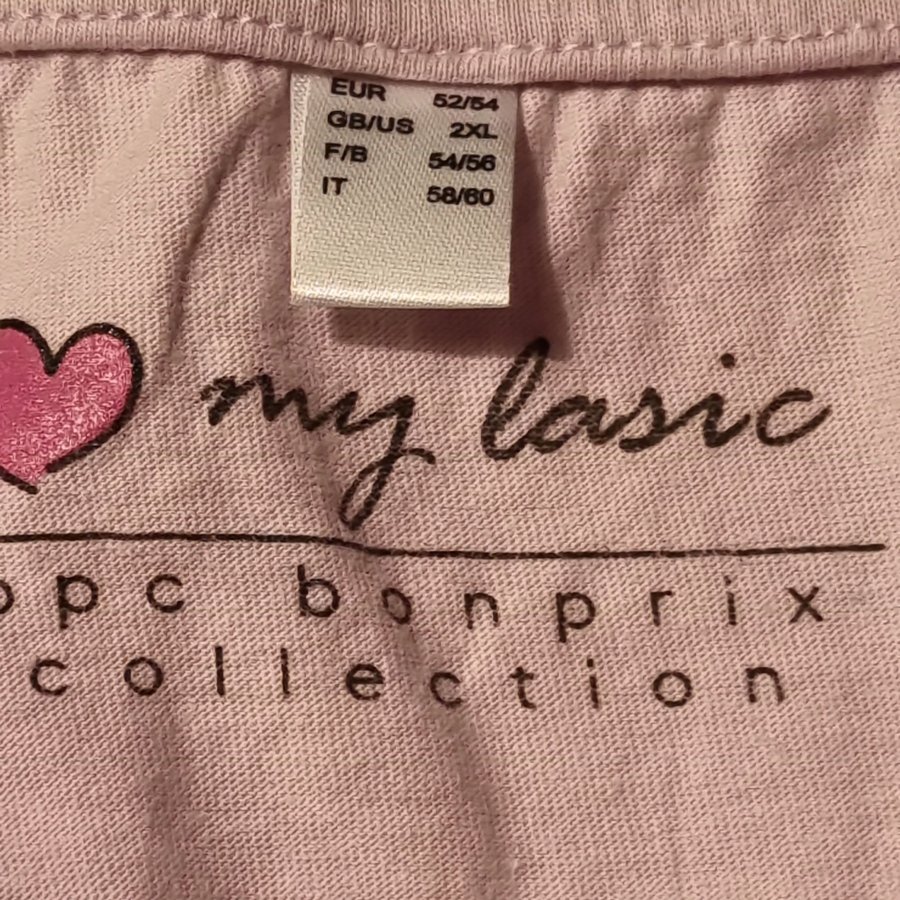 EUR 52/54
GB/US 2XL
F/B 54/56
IT 58/60
my lasic
bpc bonprix
collection